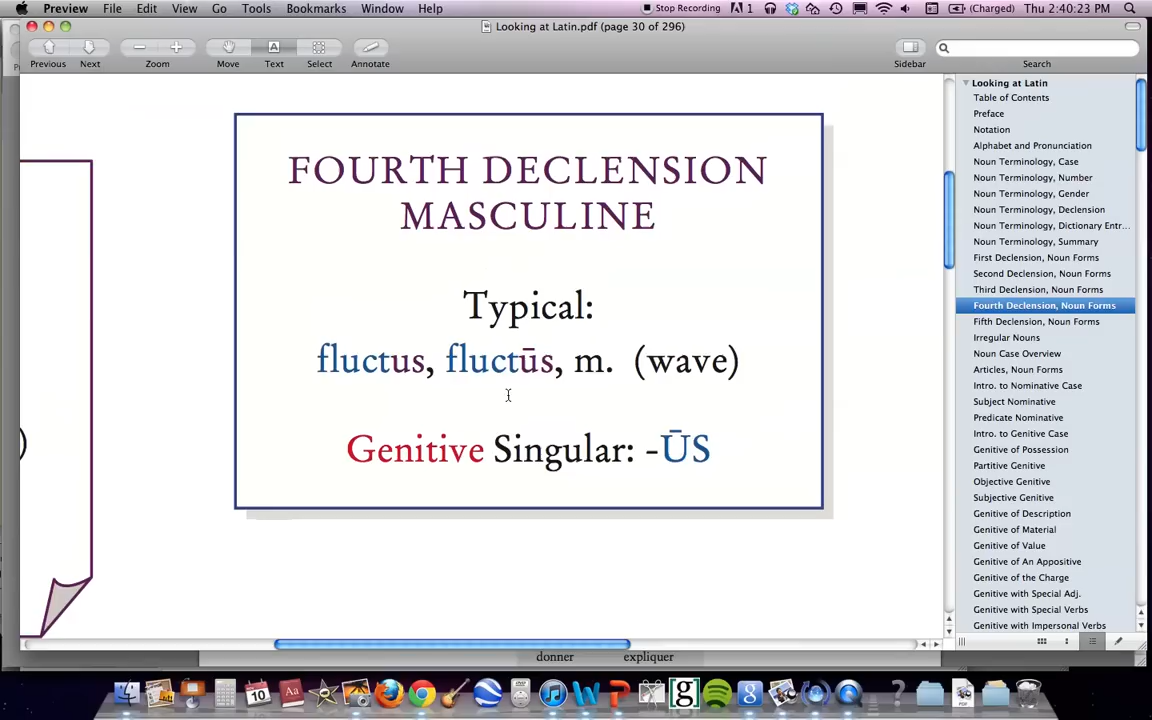 Preview File Edit View Go Tools Bookmarks Window Help Stop Recording 1 (Charged) Thu 2:40:23 PM
Looking at Latin.pdf (page 30 of 296)
Previous Next Zoom Move Text Select Annotate Sidebar Search
FOURTH DECLENSION
MASCULINE
Typical:
fluctus, fluctūs, m. (wave)
Genitive Singular: -ŪS
)
donner expliquer
Looking at Latin
Table of Contents
Preface
Notation
Alphabet and Pronunciation
Noun Terminology, Case
Noun Terminology, Number
Noun Terminology, Gender
Noun Terminology, Declension
Noun Terminology, Dictionary Entr...
Noun Terminology, Summary
First Declension, Noun Forms
Second Declension, Noun Forms
Third Declension, Noun Forms
Fourth Declension, Noun Forms
Fifth Declension, Noun Forms
Irregular Nouns
Noun Case Overview
Articles, Noun Forms
Intro. to Nominative Case
Subject Nominative
Predicate Nominative
Intro. to Genitive Case
Genitive of Possession
Partitive Genitive
Objective Genitive
Subjective Genitive
Genitive of Description
Genitive of Material
Genitive of Value
Genitive of An Appositive
Genitive of the Charge
Genitive with Special Adj.
Genitive with Special Verbs
Genitive with Impersonal Verbs